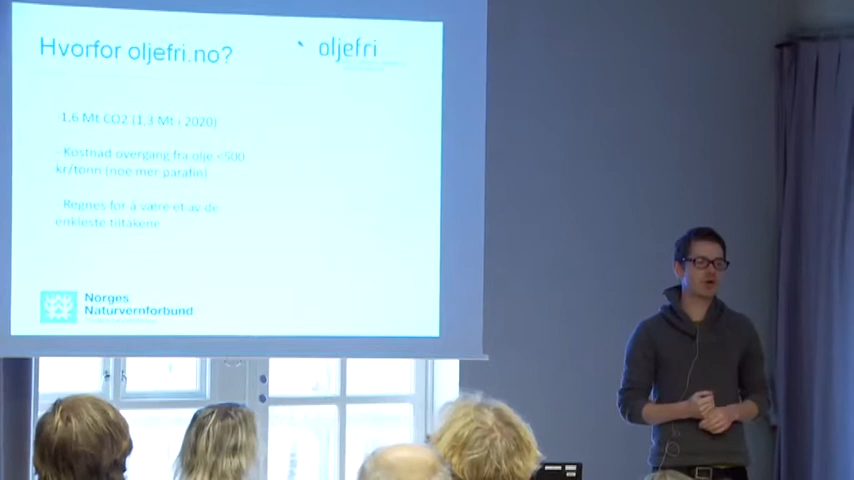 Hvorfor oljefri.no?
oljefri
1,6 Mt CO2 (1,3 Mt i 2020)
Kostnad overgang fra olje <500
kr/tonn (noe mer parafin)
Regnes for å være et av de
enkleste tiltakene
Norges
Naturvernforbund